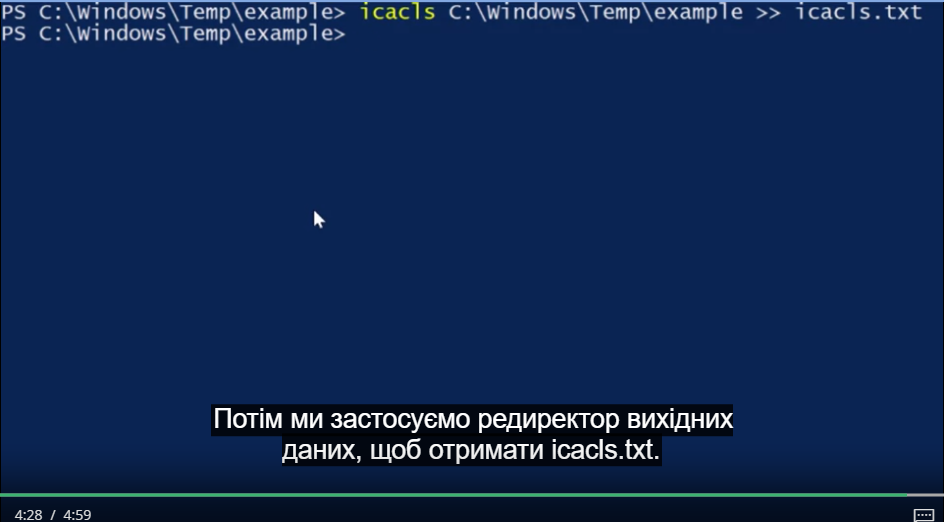 PS C:\Windows\Temp\example> icacls C:\Windows\Temp\example >> icacls.txt
PS C:\Windows\Temp\example>
Потім ми застосуємо редиректор вихідних
даних, щоб отримати icacls.txt.
4:28 / 4:59